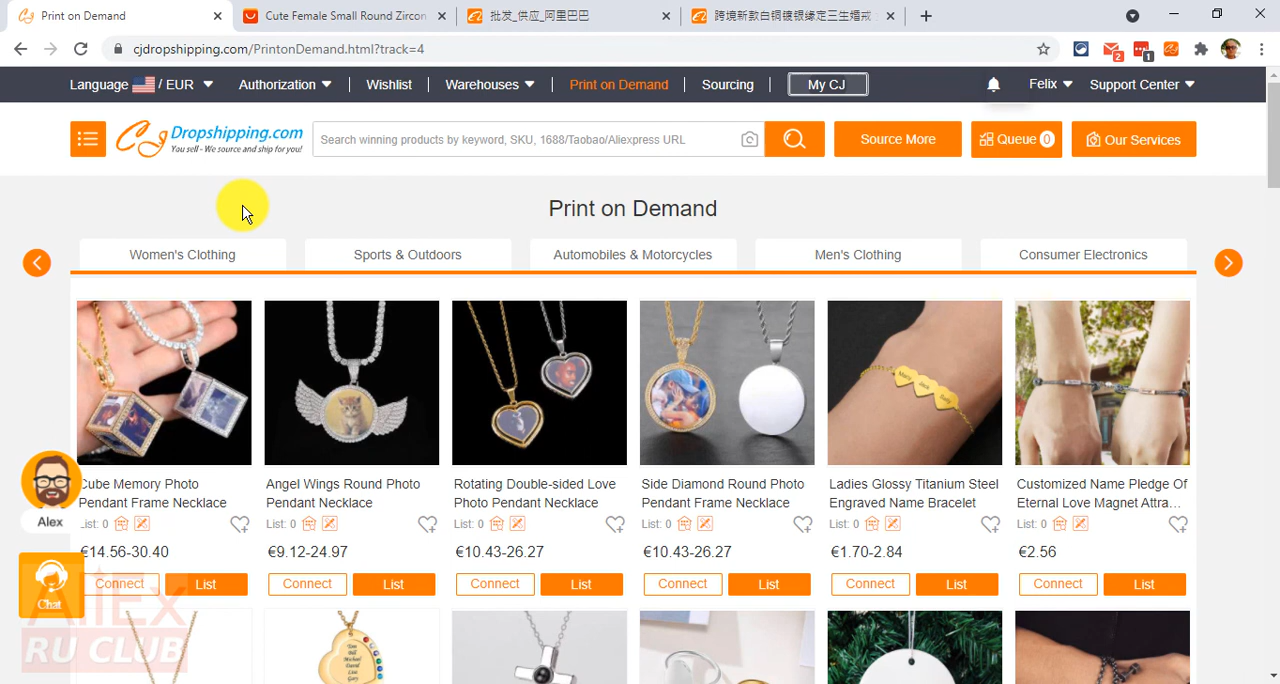 Print on Demand
Cute Female Small Round Zircon
批发_供应_阿里巴巴
跨境新款白铜镀银缘定三生婚戒
cjdropshipping.com/PrintonDemand.html?track=4
2
1
Language / EUR
Authorization
Wishlist
Warehouses
Print on Demand
Sourcing
My CJ
Felix
Support Center
CJ Dropshipping.com
You sell - We source and ship for you!
Search winning products by keyword, SKU, 1688/Taobao/Aliexpress URL
Source More
Queue 0
Our Services
Print on Demand
Women's Clothing
Sports & Outdoors
Automobiles & Motorcycles
Men's Clothing
Consumer Electronics
Cube Memory Photo
Pendant Frame Necklace
List: 0
€14.56-30.40
Connect
List
Angel Wings Round Photo
Pendant Necklace
List: 0
€9.12-24.97
Connect
List
Rotating Double-sided Love
Photo Pendant Necklace
List: 0
€10.43-26.27
Connect
List
Side Diamond Round Photo
Pendant Frame Necklace
List: 0
€10.43-26.27
Connect
List
Ladies Glossy Titanium Steel
Engraved Name Bracelet
List: 0
€1.70-2.84
Connect
List
Customized Name Pledge Of
Eternal Love Magnet Attra...
List: 0
€2.56
Connect
List
Alex
Chat
AliEX
RU CLUB